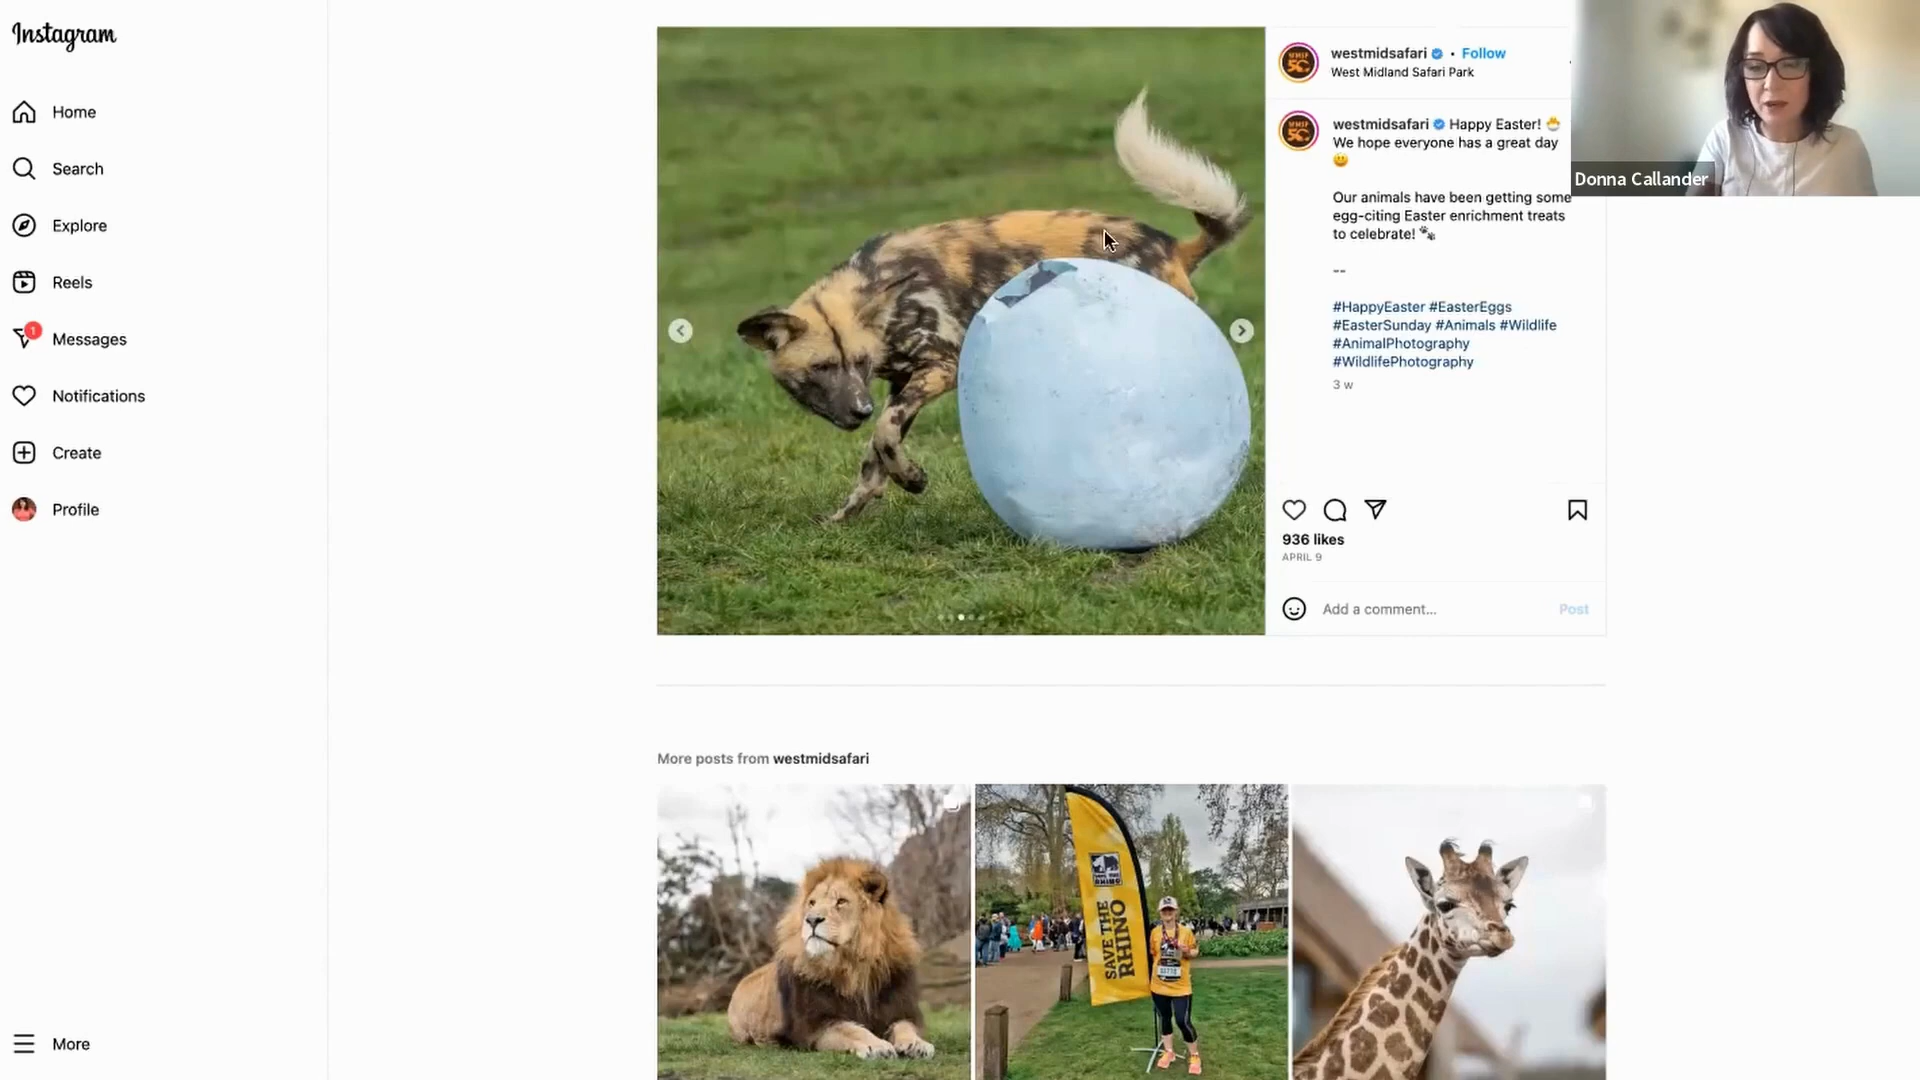 Instagram
Home
Search
Explore
Reels
1
Messages
Notifications
Create
Profile
More
westmidsafari • Follow
West Midland Safari Park
westmidsafari Happy Easter! 🐣
We hope everyone has a great day
🙂
Our animals have been getting some
egg-citing Easter enrichment treats
to celebrate! 🐾
--
#HappyEaster #EasterEggs
#EasterSunday #Animals #Wildlife
#AnimalPhotography
#WildlifePhotography
3 w
936 likes
APRIL 9
Add a comment...
Post
Donna Callander
More posts from westmidsafari
SAVE THE
RHINO